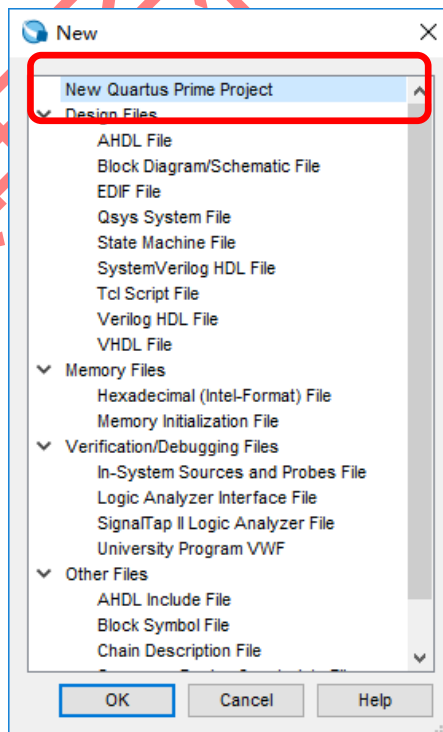 New
New Quartus Prime Project
Design Files
AHDL File
Block Diagram/Schematic File
EDIF File
Qsys System File
State Machine File
SystemVerilog HDL File
Tcl Script File
Verilog HDL File
VHDL File
Memory Files
Hexadecimal (Intel-Format) File
Memory Initialization File
Verification/Debugging Files
In-System Sources and Probes File
Logic Analyzer Interface File
SignalTap II Logic Analyzer File
University Program VWF
Other Files
AHDL Include File
Block Symbol File
Chain Description File
OK Cancel Help